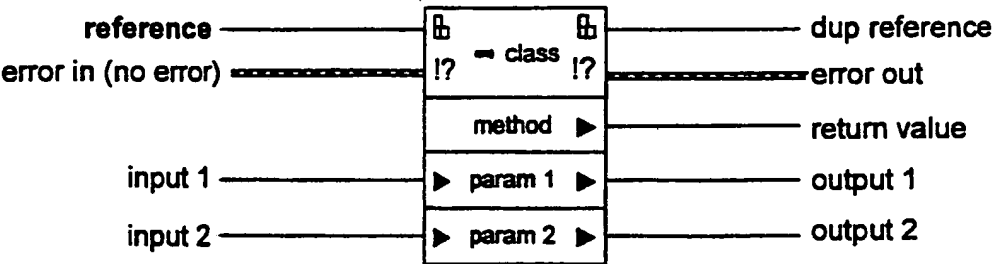 reference
dup reference
error in (no error)
!? class !?
error out
method
return value
input 1
param 1
output 1
input 2
param 2
output 2